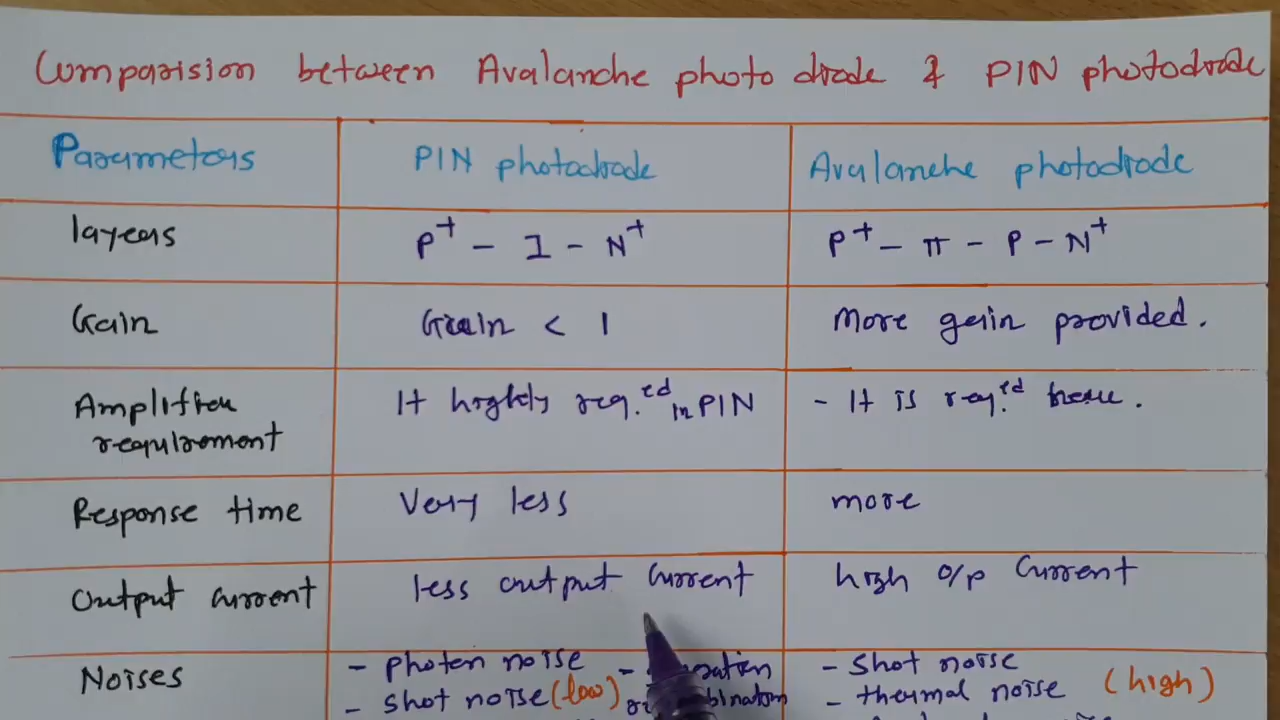 Comparision between Avalanche photo diode & PIN photodiode
Parameters PIN photodiode Avalanche photodiode
layers P+ - I - N+ P+ - π - P - N+
Gain Gain < 1 More gain provided.
Amplifier requirement It highly req.ed in PIN - It is req.ed here.
Response time Very less more
Output current less output current high o/p current
Noises - photon noise - shot noise
- shot noise (low) - thermal noise (high)